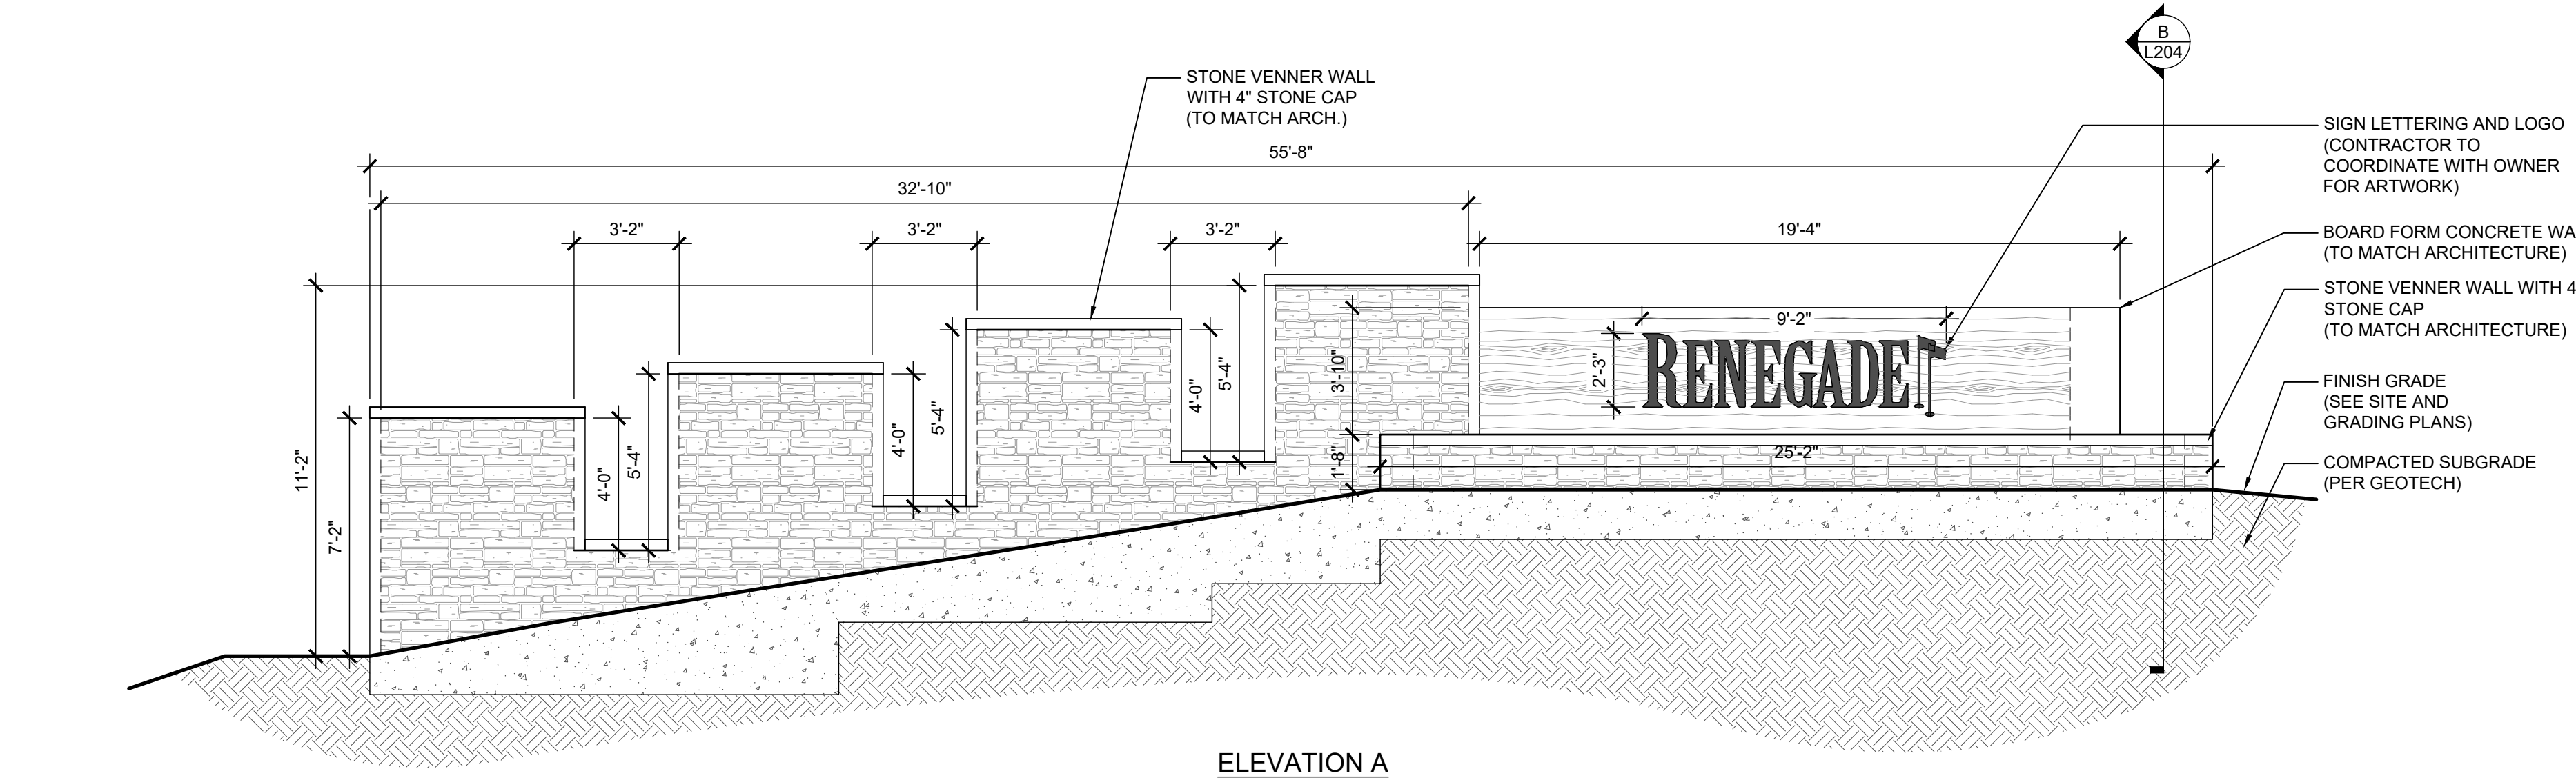 B
L204
STONE VENNER WALL
WITH 4" STONE CAP
(TO MATCH ARCH.)
SIGN LETTERING AND LOGO
(CONTRACTOR TO
COORDINATE WITH OWNER
FOR ARTWORK)
55'-8"
32'-10"
3'-2"
3'-2"
3'-2"
19'-4"
BOARD FORM CONCRETE WA
(TO MATCH ARCHITECTURE)
STONE VENNER WALL WITH 4
STONE CAP
(TO MATCH ARCHITECTURE)
9'-2"
2'-3"
RENEGADE
3'-10"
5'-4"
4'-0"
5'-4"
4'-0"
5'-4"
4'-0"
11'-2"
7'-2"
1'-8"
25'-2"
FINISH GRADE
(SEE SITE AND
GRADING PLANS)
COMPACTED SUBGRADE
(PER GEOTECH)
ELEVATION A